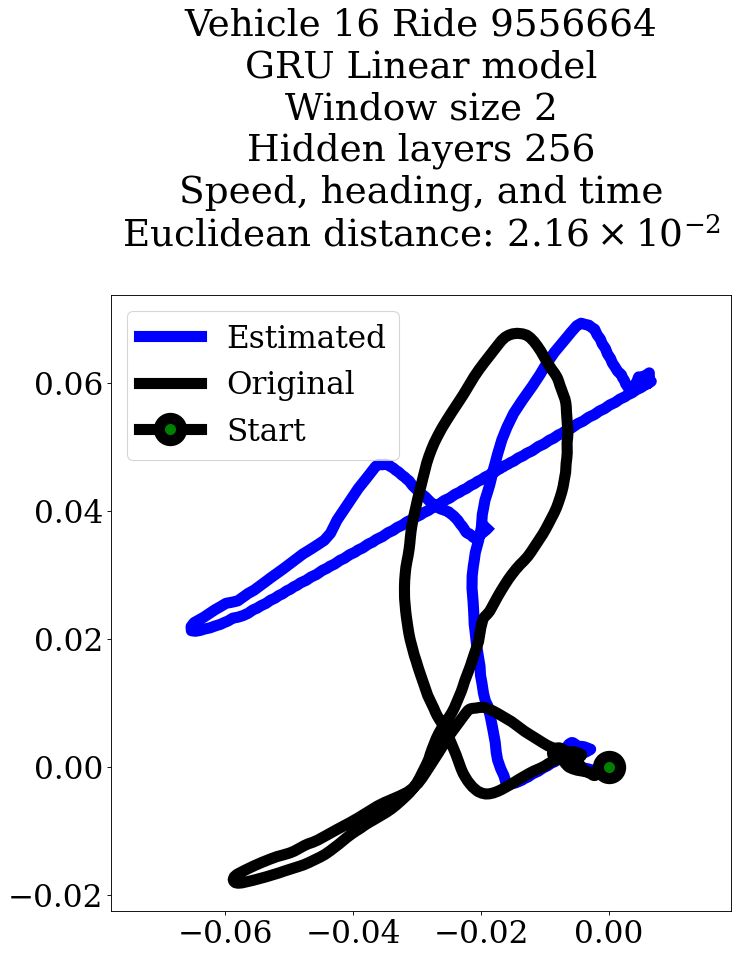 Vehicle 16 Ride 9556664
GRU Linear model
Window size 2
Hidden layers 256
Speed, heading, and time
Euclidean distance: 2.16 × 10⁻²
Estimated
Original
Start
0.06
0.04
0.02
0.00
−0.02
−0.06
−0.04
−0.02
0.00